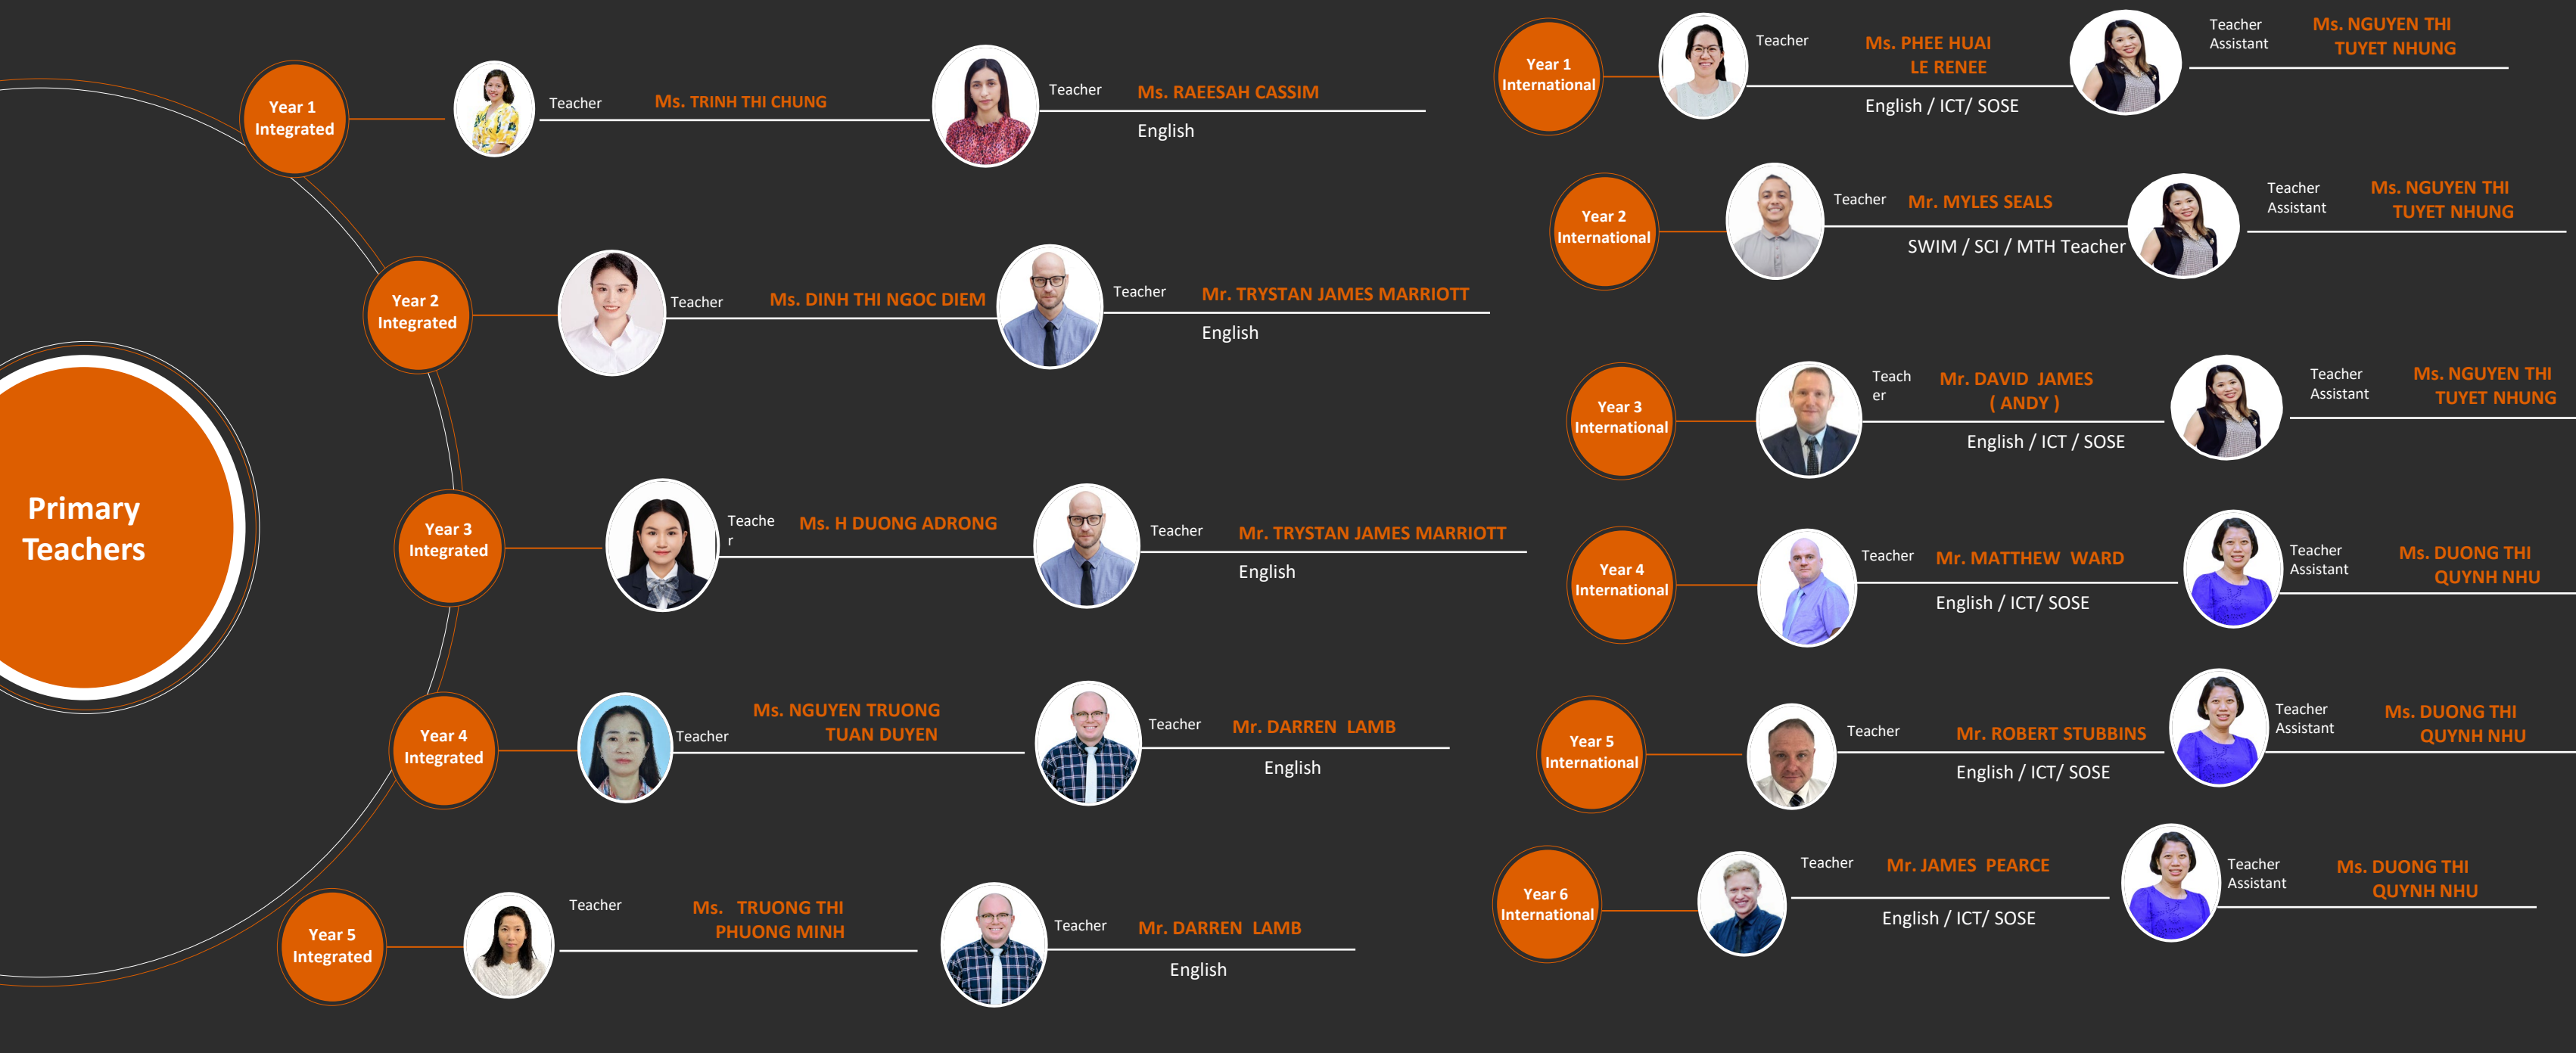 Primary
Teachers
Year 1
Integrated
Teacher
Ms. TRINH THI CHUNG
Teacher
Ms. RAEESAH CASSIM
English
Year 2
Integrated
Teacher
Ms. DINH THI NGOC DIEM
Teacher
Mr. TRYSTAN JAMES MARRIOTT
English
Year 3
Integrated
Teache
r
Ms. H DUONG ADRONG
Teacher
Mr. TRYSTAN JAMES MARRIOTT
English
Year 4
Integrated
Teacher
Ms. NGUYEN TRUONG
TUAN DUYEN
Teacher
Mr. DARREN LAMB
English
Year 5
Integrated
Teacher
Ms. TRUONG THI
PHUONG MINH
Teacher
Mr. DARREN LAMB
English
Year 1
International
Teacher
Ms. PHEE HUAI
LE RENEE
English / ICT/ SOSE
Teacher
Assistant
Ms. NGUYEN THI
TUYET NHUNG
Year 2
International
Teacher
Mr. MYLES SEALS
SWIM / SCI / MTH Teacher
Teacher
Assistant
Ms. NGUYEN THI
TUYET NHUNG
Year 3
International
Teach
er
Mr. DAVID JAMES
( ANDY )
English / ICT / SOSE
Teacher
Assistant
Ms. NGUYEN THI
TUYET NHUNG
Year 4
International
Teacher
Mr. MATTHEW WARD
English / ICT/ SOSE
Teacher
Assistant
Ms. DUONG THI
QUYNH NHU
Year 5
International
Teacher
Mr. ROBERT STUBBINS
English / ICT/ SOSE
Teacher
Assistant
Ms. DUONG THI
QUYNH NHU
Year 6
International
Teacher
Mr. JAMES PEARCE
English / ICT/ SOSE
Teacher
Assistant
Ms. DUONG THI
QUYNH NHU